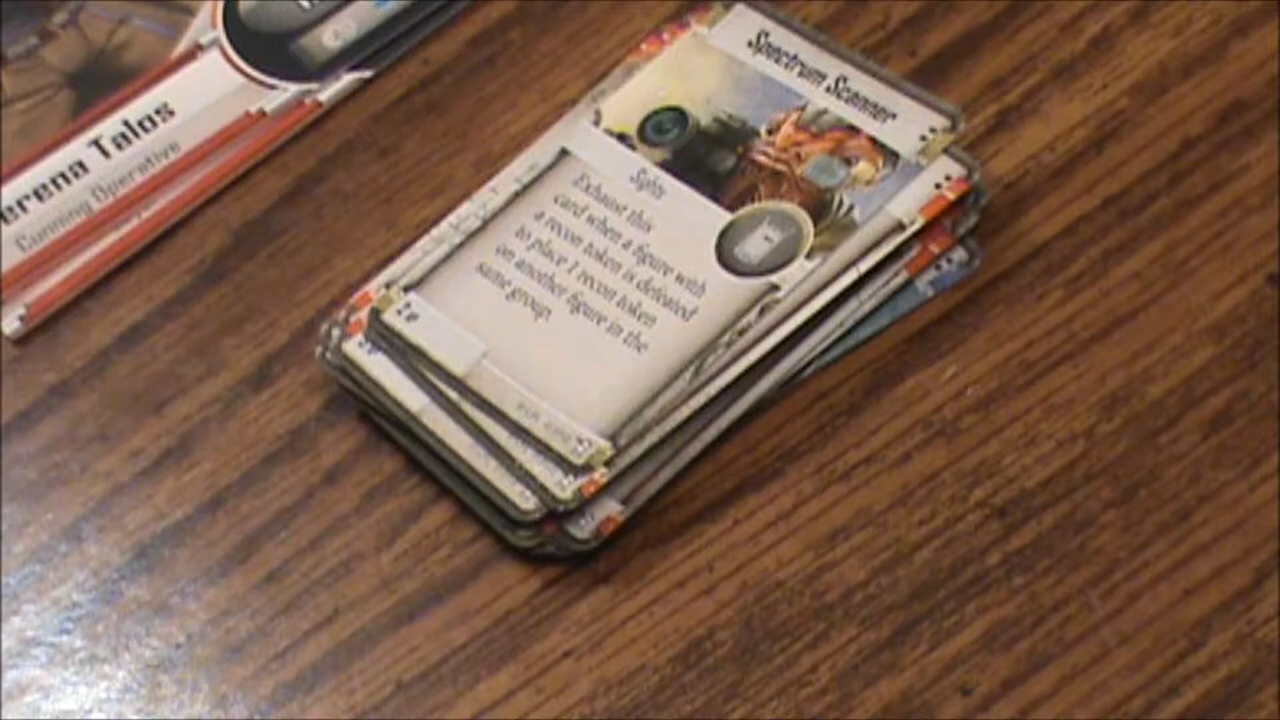 erena Talos
Cunning Operative
Spectrum Scanner
Sights
Exhaust this
card when a figure with
a recon token is defeated
to place 1 recon token
on another figure in the
same group.